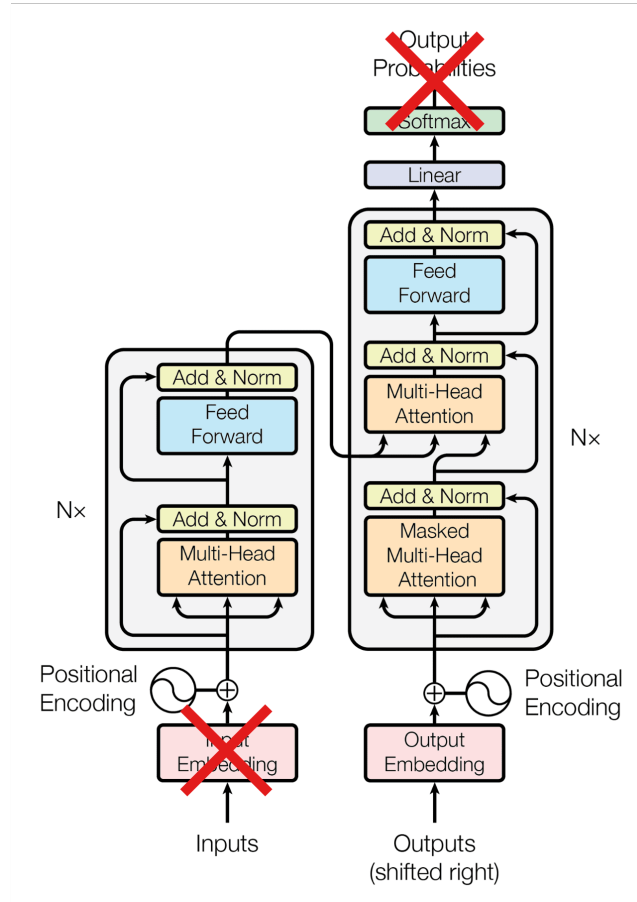 Output
Probabilities
Softmax
Linear
Add & Norm
Feed
Forward
Add & Norm
Multi-Head
Attention
Nx
Add & Norm
Masked
Multi-Head
Attention
Positional
Encoding
Output
Embedding
Outputs
(shifted right)
Add & Norm
Feed
Forward
Nx
Add & Norm
Multi-Head
Attention
Positional
Encoding
Input
Embedding
Inputs